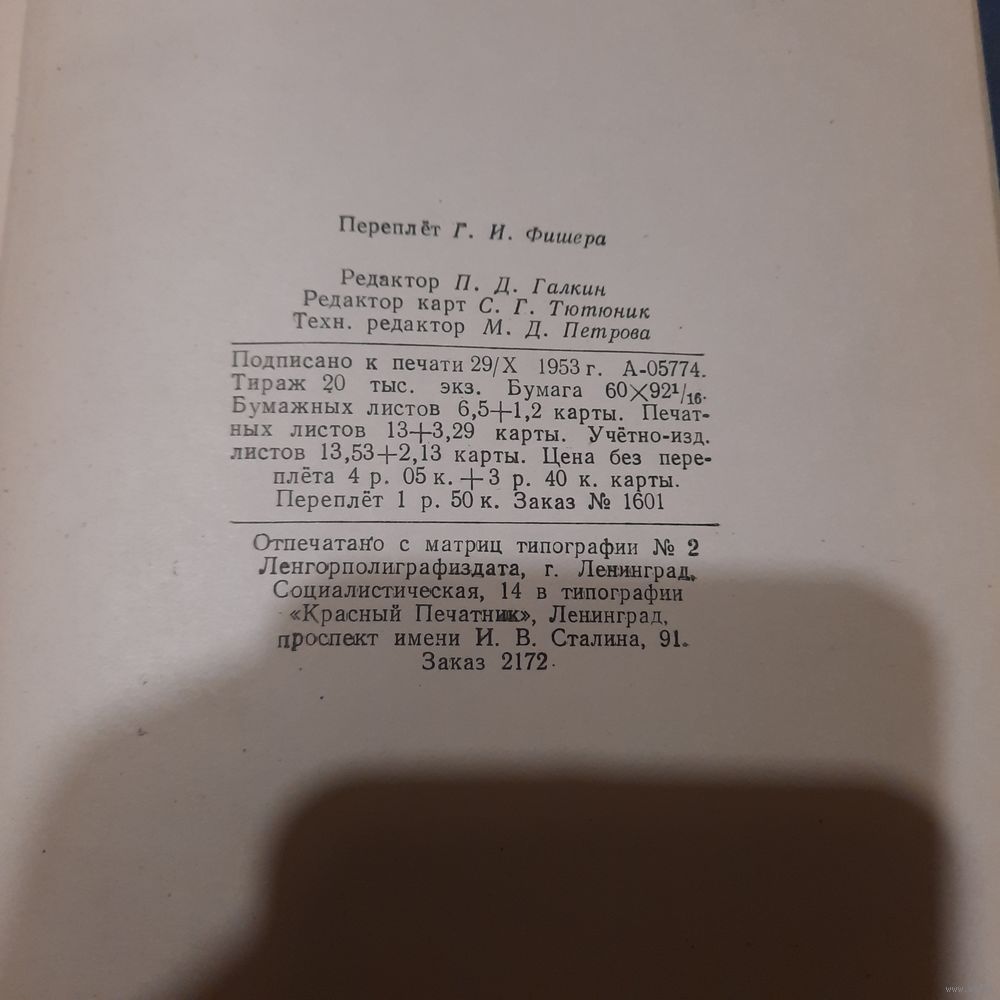 Переплёт Г. И. Фишера
Редактор П. Д. Галкин
Редактор карт С. Г. Тютюник
Техн. редактор М. Д. Петрова
Подписано к печати 29/X 1953 г. А-05774.
Тираж 20 тыс. экз. Бумага 60×92 1/16.
Бумажных листов 6,5+1,2 карты. Печат-
ных листов 13+3,29 карты. Учётно-изд.
листов 13,53+2,13 карты. Цена без пере-
плёта 4 р. 05 к. +3 р. 40 к. карты.
Переплёт 1 р. 50 к. Заказ № 1601
Отпечатано с матриц типографии № 2
Ленгорполиграфиздата, г. Ленинград,
Социалистическая, 14 в типографии
«Красный Печатник», Ленинград,
проспект имени И. В. Сталина, 91.
Заказ 2172.